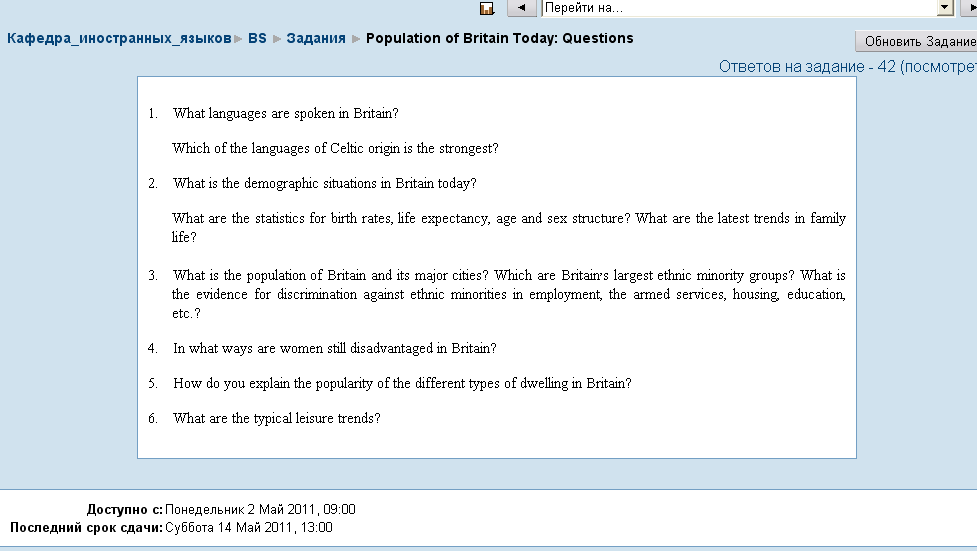 Перейти на...
Кафедра_иностранных_языков ► BS ► Задания ► Population of Britain Today: Questions
Обновить Задание
Ответов на задание - 42 (посмотрет
1. What languages are spoken in Britain?
Which of the languages of Celtic origin is the strongest?
2. What is the demographic situations in Britain today?
What are the statistics for birth rates, life expectancy, age and sex structure? What are the latest trends in family
life?
3. What is the population of Britain and its major cities? Which are Britain's largest ethnic minority groups? What is
the evidence for discrimination against ethnic minorities in employment, the armed services, housing, education,
etc.?
4. In what ways are women still disadvantaged in Britain?
5. How do you explain the popularity of the different types of dwelling in Britain?
6. What are the typical leisure trends?
Доступно с: Понедельник 2 Май 2011, 09:00
Последний срок сдачи: Суббота 14 Май 2011, 13:00